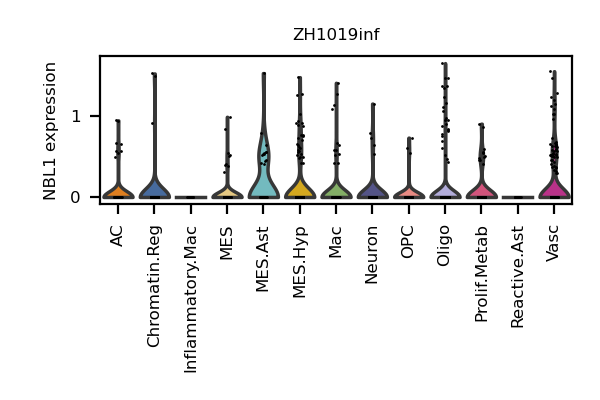 ZH1019inf
NBL1 expression
1
0
AC
Chromatin.Reg
Inflammatory.Mac
MES
MES.Ast
MES.Hyp
Mac
Neuron
OPC
Oligo
Prolif.Metab
Reactive.Ast
Vasc